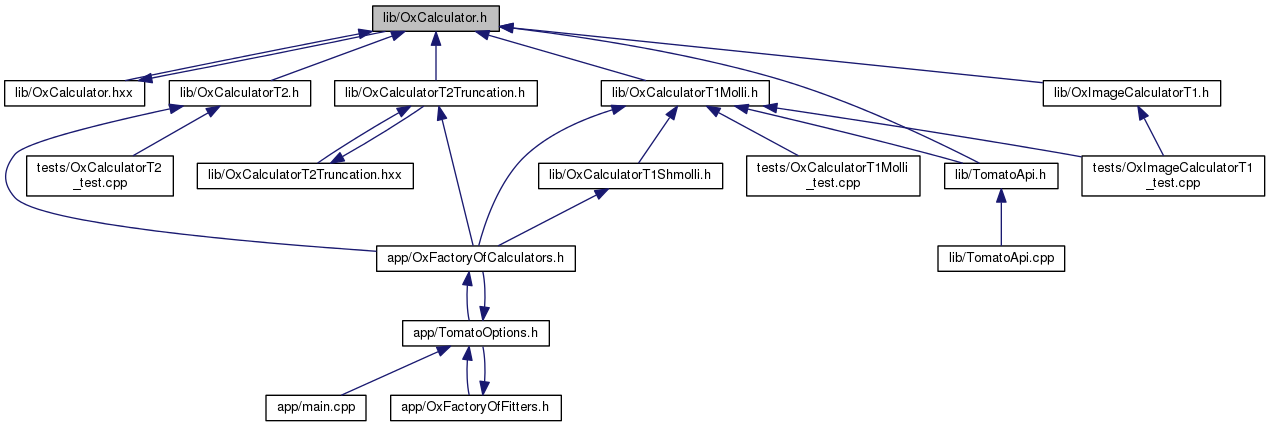 lib/OxCalculator.h
lib/OxCalculator.hxx
lib/OxCalculatorT2.h
lib/OxCalculatorT2Truncation.h
lib/OxCalculatorT1Molli.h
lib/OxImageCalculatorT1.h
tests/OxCalculatorT2
_test.cpp
lib/OxCalculatorT2Truncation.hxx
lib/OxCalculatorT1Shmolli.h
tests/OxCalculatorT1Molli
_test.cpp
lib/TomatoApi.h
tests/OxImageCalculatorT1
_test.cpp
app/OxFactoryOfCalculators.h
lib/TomatoApi.cpp
app/TomatoOptions.h
app/main.cpp
app/OxFactoryOfFitters.h